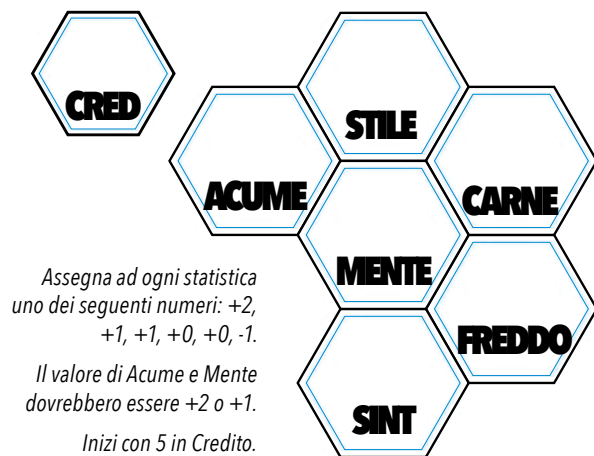 CRED
STILE
ACUME
CARNE
MENTE
FREDDO
SINT
Assegna ad ogni statistica
uno dei seguenti numeri: +2,
+1, +1, +0, +0, -1.
Il valore di Acume e Mente
dovrebbero essere +2 o +1.
Inizi con 5 in Credito.